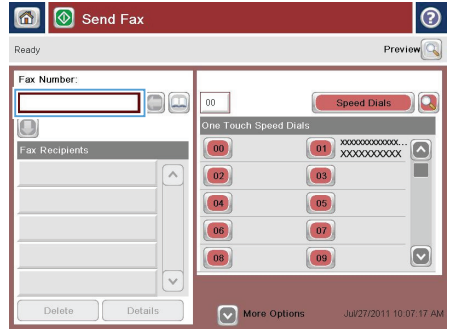 Send Fax
Ready
Preview
Fax Number:
00
Speed Dials
One Touch Speed Dials
00
01 xxxxxxxxxxxxx...
XXXXXXXXXX
02
03
04
05
06
07
08
09
Fax Recipients
Delete
Details
More Options
Jul/27/2011 10:07:17 AM